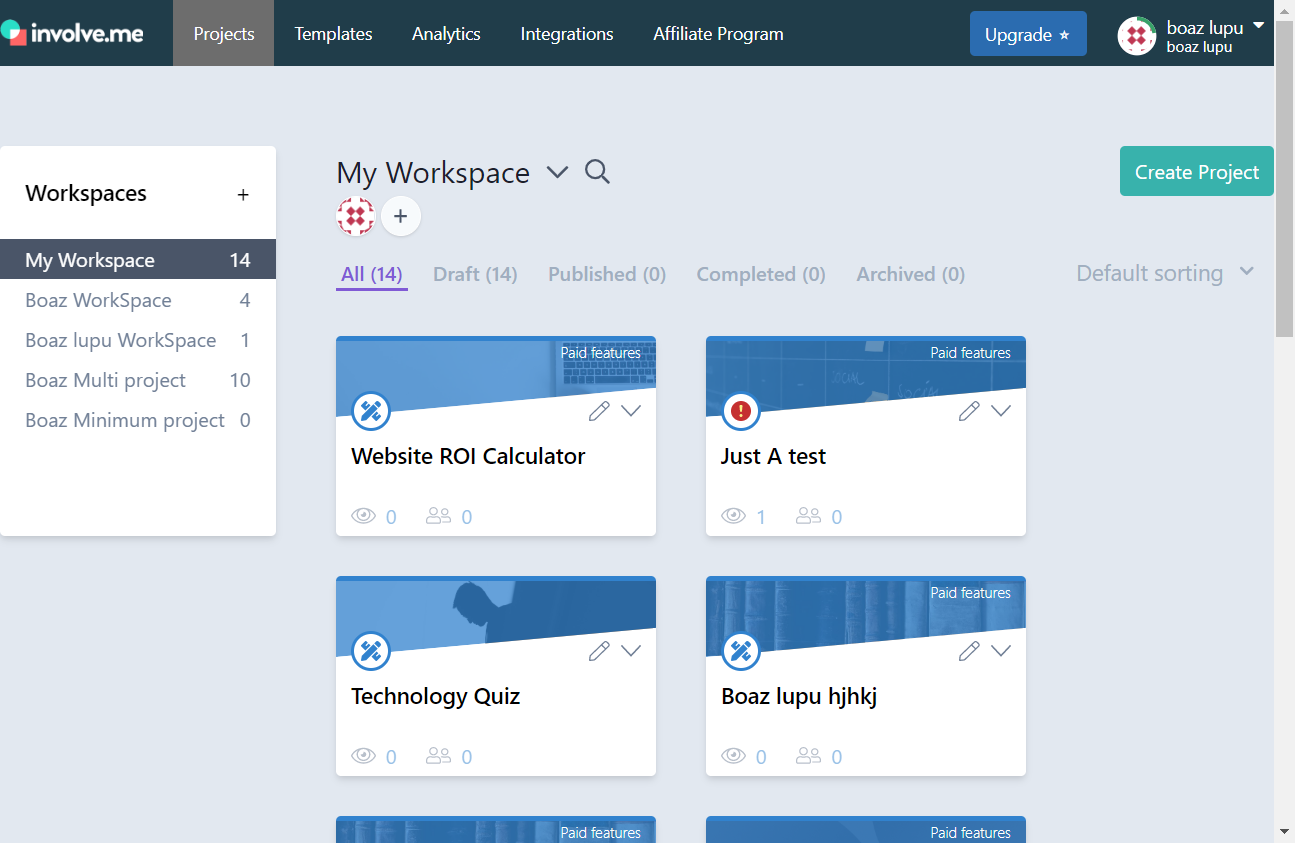 involve.me
Projects
Templates
Analytics
Integrations
Affiliate Program
Upgrade
boaz lupu
boaz lupu
Workspaces
+
My Workspace 14
Boaz WorkSpace 4
Boaz lupu WorkSpace 1
Boaz Multi project 10
Boaz Minimum project 0
My Workspace
+
Create Project
All (14)
Draft (14)
Published (0)
Completed (0)
Archived (0)
Default sorting
Paid features
Website ROI Calculator
0 0
Paid features
SOCIAL
Just A test
1 0
Technology Quiz
0 0
Paid features
Boaz lupu hjhkj
0 0
Paid features
Paid features